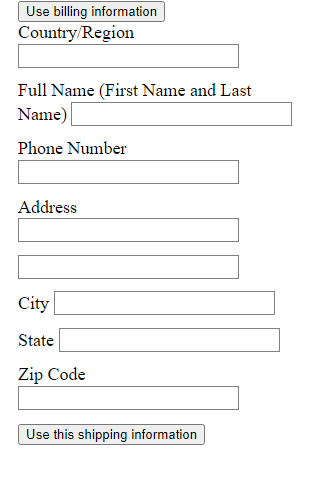 Use billing information
Country/Region
Full Name (First Name and Last
Name)
Phone Number
Address
City
State
Zip Code
Use this shipping information